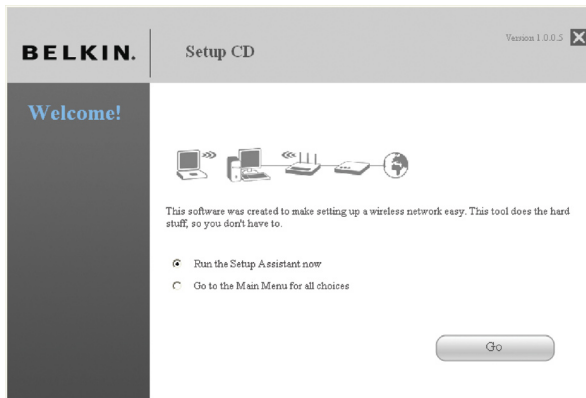 BELKIN.
Setup CD
Version 1.0.0.5
Welcome!
This software was created to make setting up a wireless network easy. This tool does the hard
stuff, so you don't have to.
Run the Setup Assistant now
Go to the Main Menu for all choices
Go